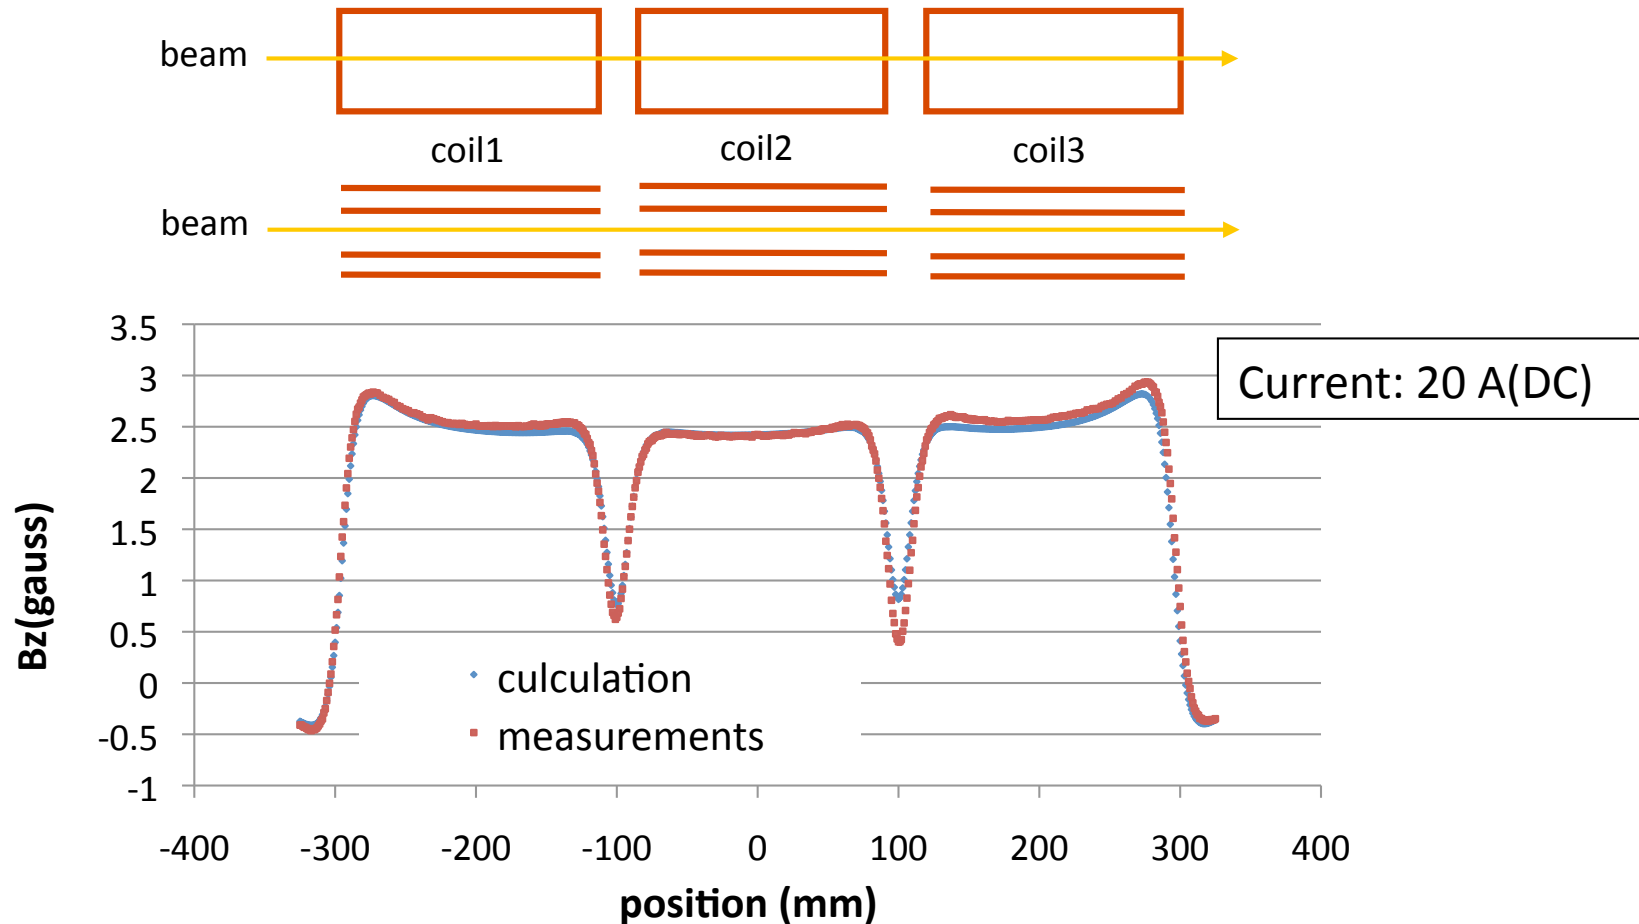 beam
coil1 coil2 coil3
beam
3.5
3
2.5
2
1.5
1
0.5
0
-0.5
-1
Bz(gauss)
Current: 20 A(DC)
culculation
measurements
-400 -300 -200 -100 0 100 200 300 400
position (mm)